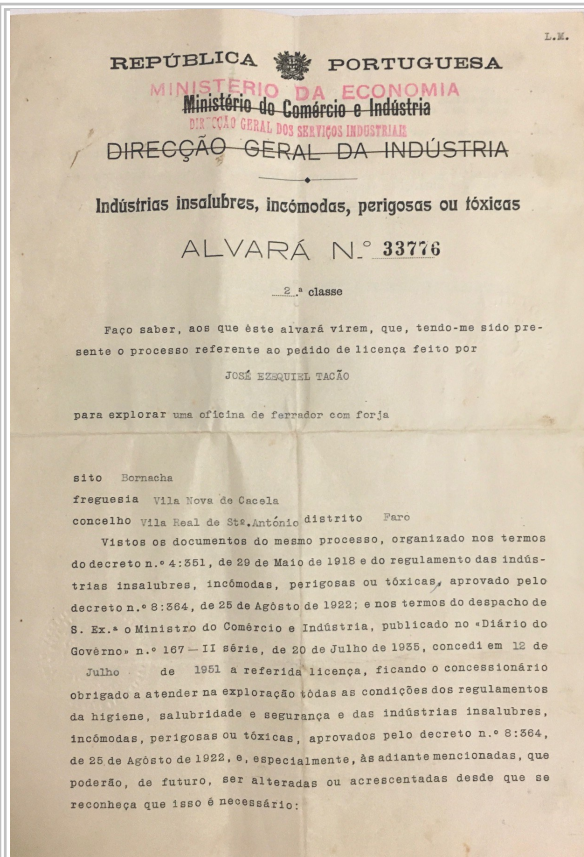 L.M.
REPÚBLICA PORTUGUESA
MINISTÉRIO DA ECONOMIA
Ministério do Comércio e Indústria
DIRECÇÃO GERAL DOS SERVIÇOS INDUSTRIAIS
DIRECÇÃO GERAL DA INDÚSTRIA
Indústrias insalubres, incómodas, perigosas ou tóxicas
ALVARÁ N.º 33776
2.ª classe
Faço saber, aos que êste alvará virem, que, tendo-me sido pre-
sente o processo referente ao pedido de licença feito por
JOSÉ EZEQUIEL TACÃO
para explorar uma oficina de ferrador com forja
sito Bornacha
freguesia Vila Nova de Cacela
concelho Vila Real de Stº. António distrito Faro
Vistos os documentos do mesmo processo, organizado nos termos
do decreto n.º 4:351, de 29 de Maio de 1918 e do regulamento das indús-
trias insalubres, incómodas, perigosas ou tóxicas, aprovado pelo
decreto n.º 8:364, de 25 de Agôsto de 1922; e nos termos do despacho de
S. Ex.ª o Ministro do Comércio e Indústria, publicado no «Diário do
Govêrno» n.º 167 — II série, de 20 de Julho de 1935, concedi em 12 de
Julho de 1951 a referida licença, ficando o concessionário
obrigado a atender na exploração tôdas as condições dos regulamentos
da higiene, salubridade e segurança e das indústrias insalubres,
incómodas, perigosas ou tóxicas, aprovados pelo decreto n.º 8:364,
de 25 de Agôsto de 1922, e, especialmente, às adiante mencionadas, que
poderão, de futuro, ser alteradas ou acrescentadas desde que se
reconheça que isso é necessário: